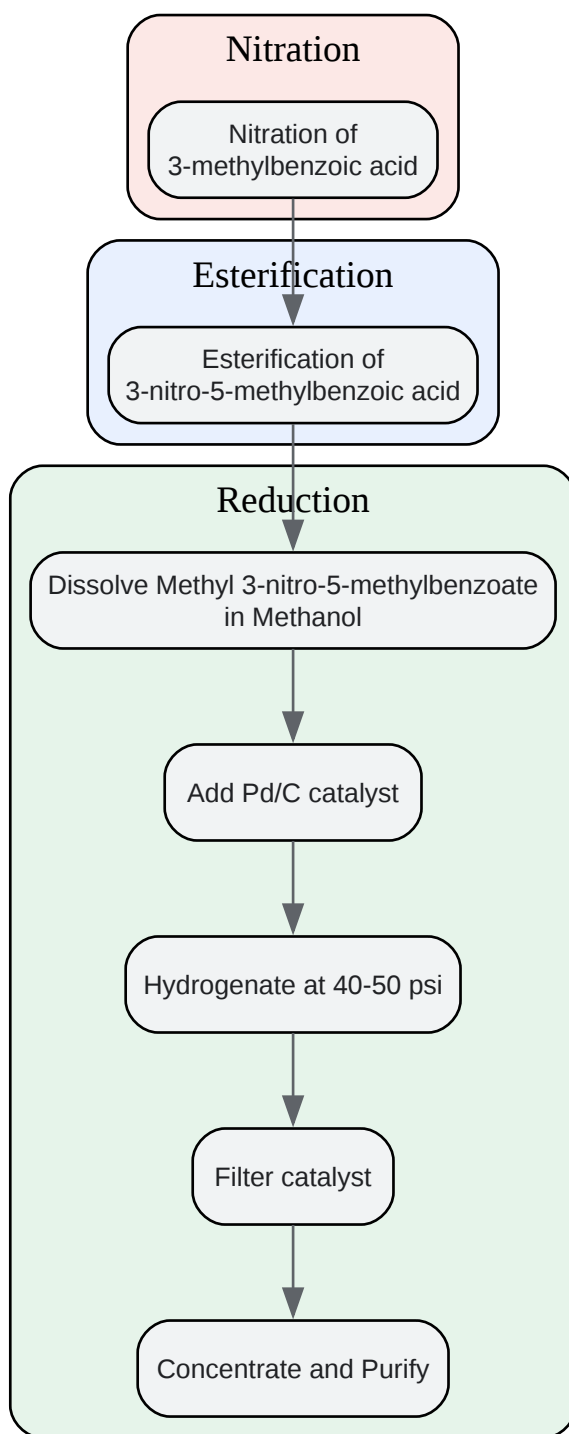 Nitration
Nitration of
3-methylbenzoic acid
Esterification
Esterification of
3-nitro-5-methylbenzoic acid
Reduction
Dissolve Methyl 3-nitro-5-methylbenzoate
in Methanol
Add Pd/C catalyst
Hydrogenate at 40-50 psi
Filter catalyst
Concentrate and Purify